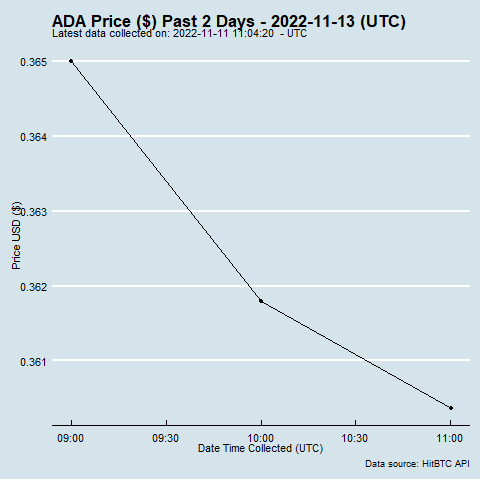 ADA Price ($) Past 2 Days - 2022-11-13 (UTC)
Latest data collected on: 2022-11-11 11:04:20  - UTC
0.365
0.364
0.363
0.362
0.361
Price USD ($)
09:00 09:30 10:00 10:30 11:00
Date Time Collected (UTC)
Data source: HitBTC API